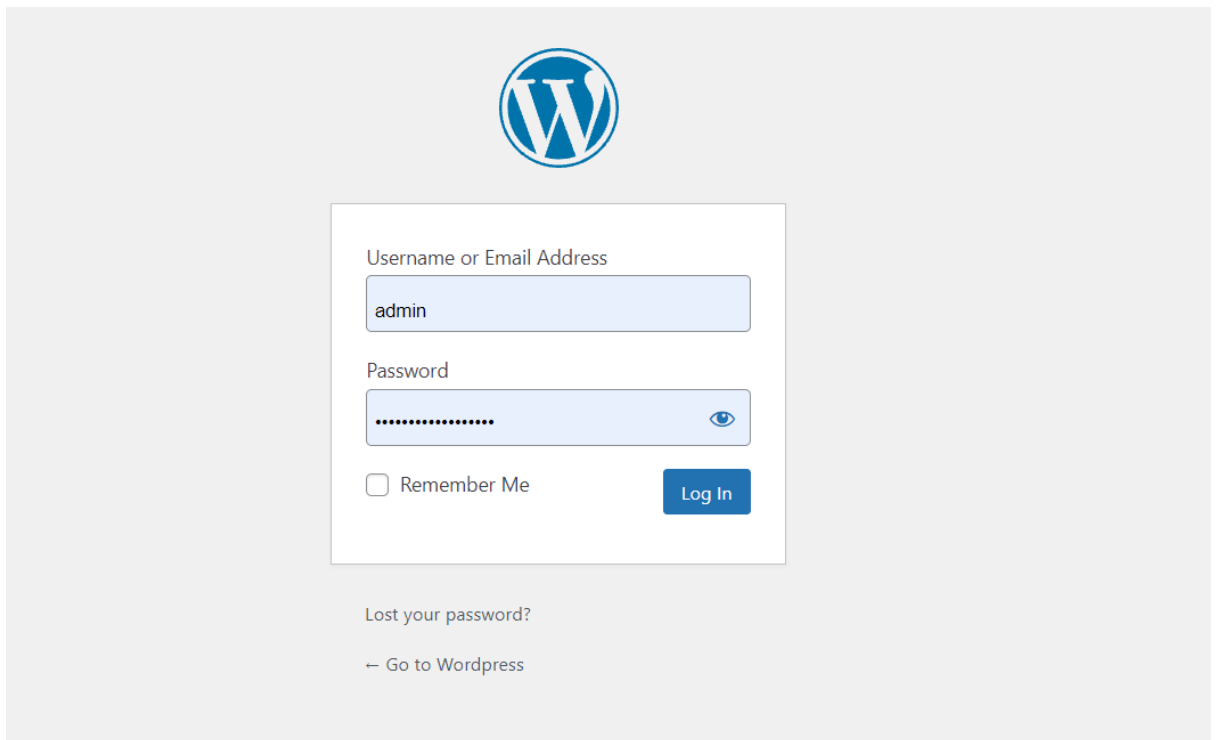 Username or Email Address
admin
Password
••••••••••••••••••
Remember Me
Log In
Lost your password?
← Go to Wordpress